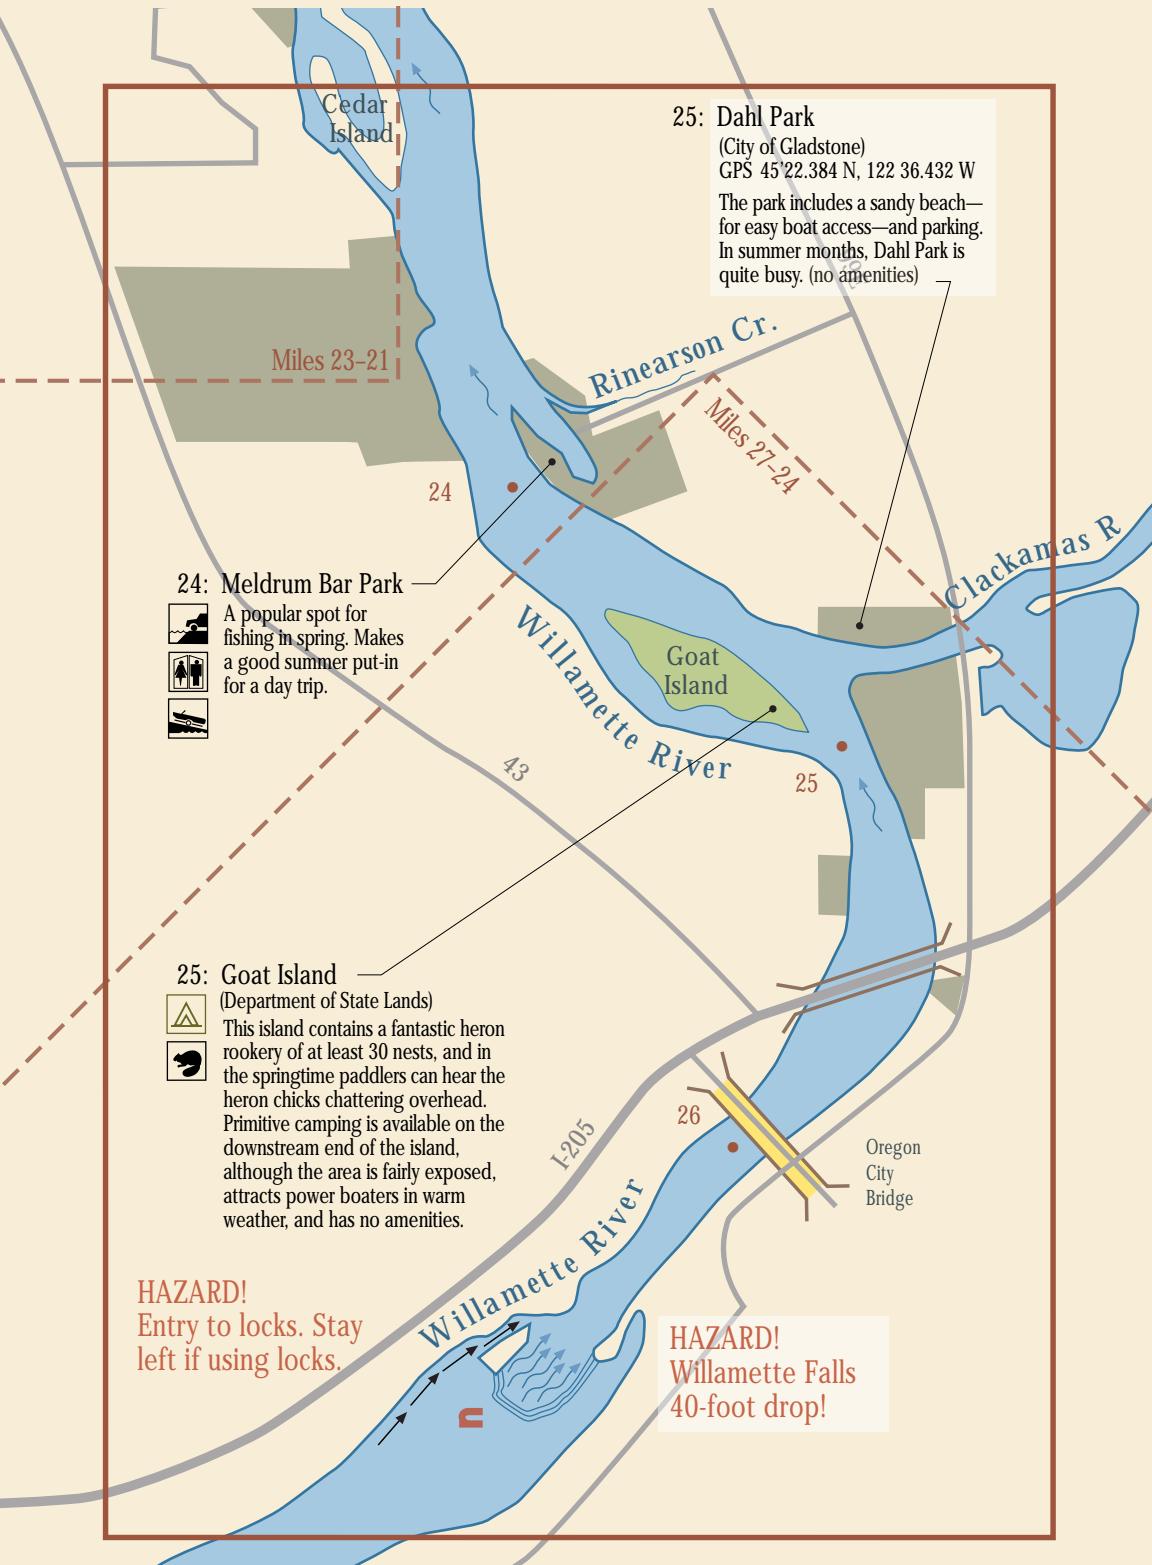 Cedar
Island
25: Dahl Park
(City of Gladstone)
GPS 45'22.384 N, 122 36.432 W
The park includes a sandy beach—
for easy boat access—and parking.
In summer months, Dahl Park is
quite busy. (no amenities)
Rinearson Cr.
Miles 23–21
Miles 27–24
24
Clackamas R
24: Meldrum Bar Park
A popular spot for
fishing in spring. Makes
a good summer put-in
for a day trip.
Goat
Island
Willamette River
25
43
25: Goat Island
(Department of State Lands)
This island contains a fantastic heron
rookery of at least 30 nests, and in
the springtime paddlers can hear the
heron chicks chattering overhead.
Primitive camping is available on the
downstream end of the island,
although the area is fairly exposed,
attracts power boaters in warm
weather, and has no amenities.
26
I-205
Oregon
City
Bridge
Willamette River
HAZARD!
Entry to locks. Stay
left if using locks.
HAZARD!
Willamette Falls
40-foot drop!
n